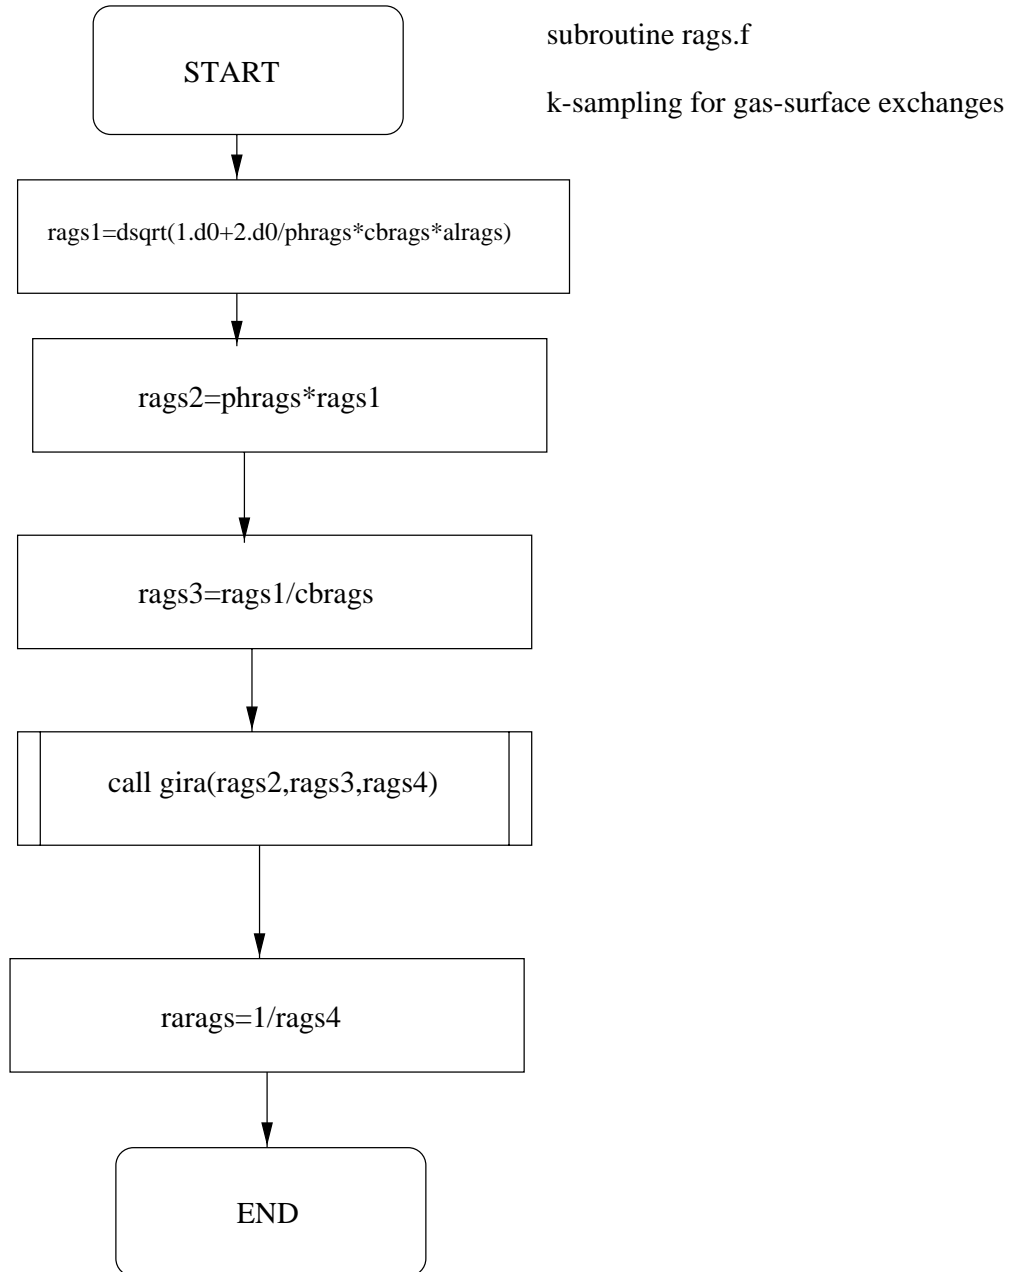 subroutine rags.f
k-sampling for gas-surface exchanges
START
rags1=dsqrt(1.d0+2.d0/phrags*cbrags*alrags)
rags2=phrags*rags1
rags3=rags1/cbrags
call gira(rags2,rags3,rags4)
rarags=1/rags4
END